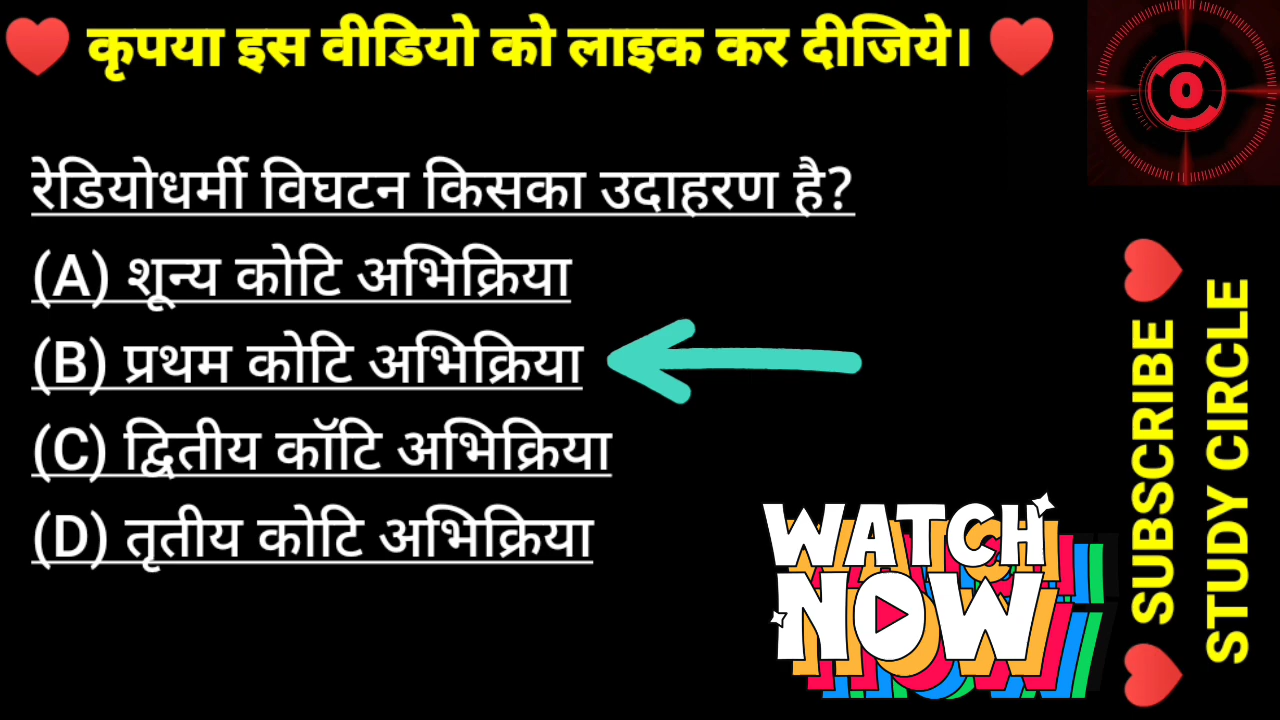 कृपया इस वीडियो को लाइक कर दीजिये।
रेडियोधर्मी विघटन किसका उदाहरण है?
(A) शून्य कोटि अभिक्रिया
(B) प्रथम कोटि अभिक्रिया
(C) द्वितीय कॉटि अभिक्रिया
(D) तृतीय कोटि अभिक्रिया
WATCH
NOW
SUBSCRIBE
STUDY CIRCLE
0